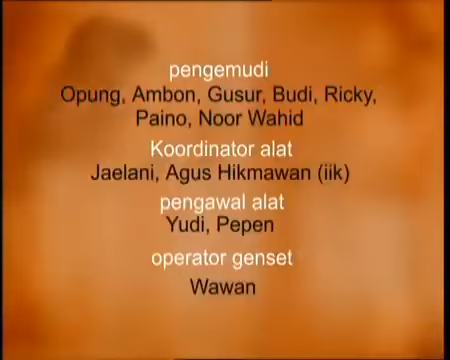 pengemudi
Opung, Ambon, Gusur, Budi, Ricky,
Paino, Noor Wahid
Koordinator alat
Jaelani, Agus Hikmawan (iik)
pengawal alat
Yudi, Pepen
operator genset
Wawan